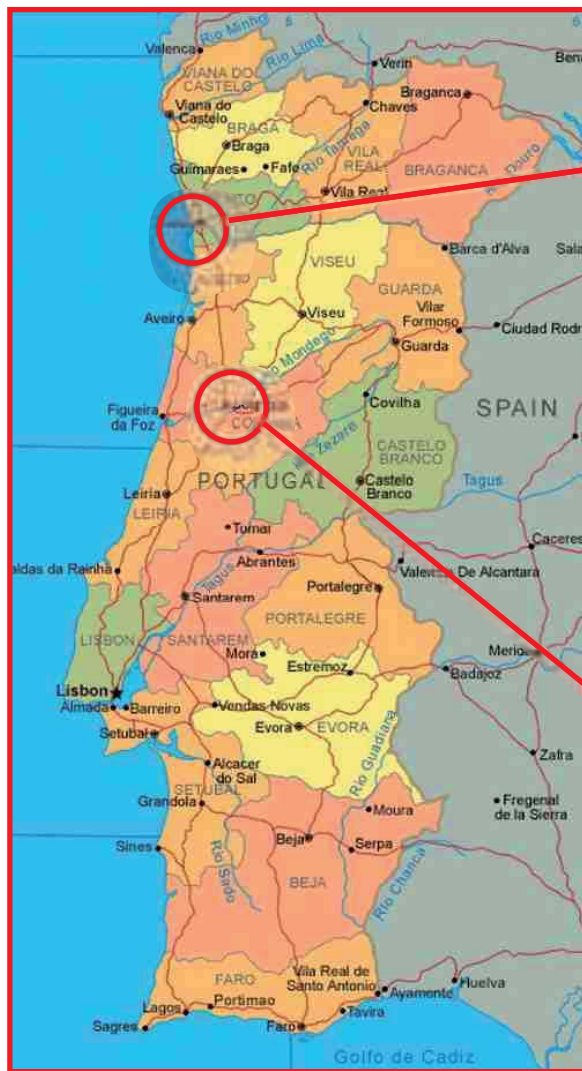 Rio Minho
8
6
Valenca
Rio Lima
Verin
Bena
VIANA DO
CASTELO
Braganca
Viana do
Castelo
Chaves
BRAGA
Braga
Rio Tamega
VILA
REAL
BRAGANCA
Guimaraes
Fafe
Vila Real
Douro
Barca d'Alva
Sala
VISEU
GUARDA
Aveiro
Viseu
Vilar
Formoso
Ciudad Rodr
Rio Mondego
Guarda
Figueira
da Foz
Covilha
SPAIN
Rio Zezere
CASTELO
BRANCO
PORTUGAL
Castelo
Branco
Tagus
Leiria
LEIRIA
Tomar
Caceres
Abrantes
aldas da Rainha
Tagus
Valencia De Alcantara
Santarem
Portalegre
LISBON
SANTAREM
PORTALEGRE
Mora
Estremoz
Merida
Lisbon
Badajoz
Almada
Barreiro
Vendas Novas
Setubal
Evora
EVORA
Rio Guadiana
Zafra
Alcacer
do Sal
SETUBAL
Grandola
Moura
Fregenal
de la Sierra
Sines
Beja
Serpa
Rio Sado
BEJA
Rio Chanca
FARO
Vila Real de
Santo Antonio
Ayamonte
Huelva
Lagos
Portimao
Tavira
Sagres
Faro
Golfo de Cadiz